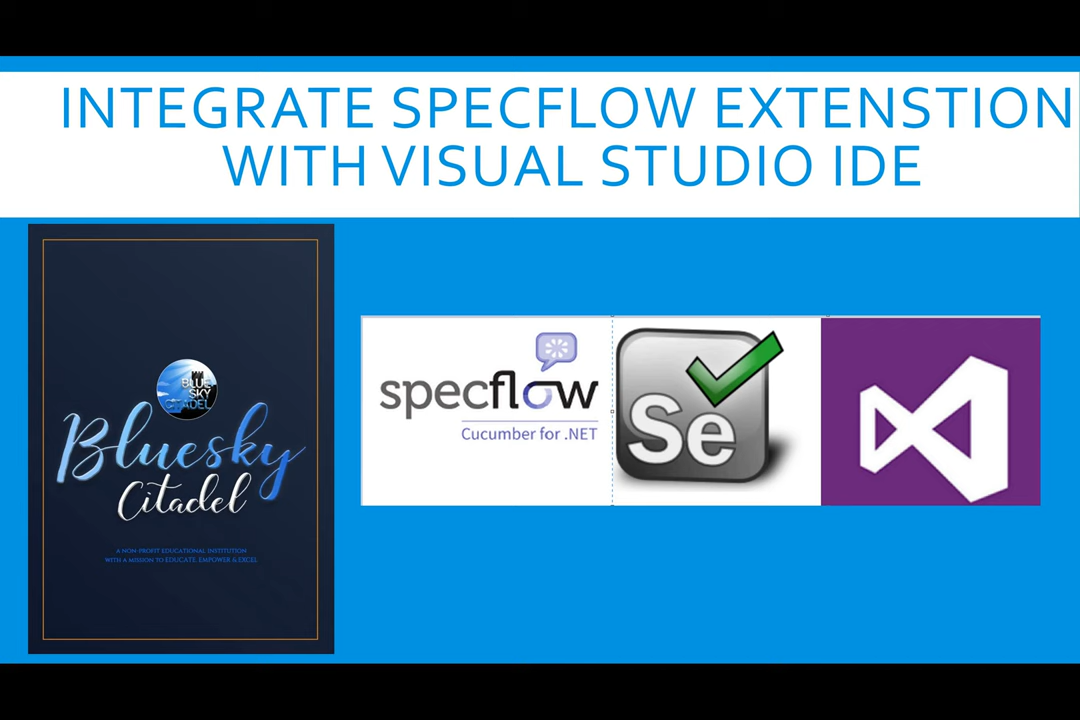 INTEGRATE SPECFLOW EXTENSTION
WITH VISUAL STUDIO IDE
BLUE
SKY
CITADEL
Bluesky
Citadel
A NON-PROFIT EDUCATIONAL INSTITUTION
WITH A MISSION TO EDUCATE, EMPOWER & EXCEL
specflow
Cucumber for .NET
Se